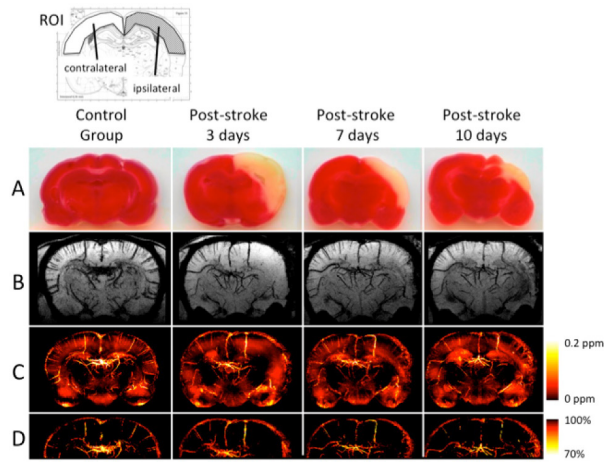 ROI
contralateral
ipsilateral
Control
Group
Post-stroke
3 days
Post-stroke
7 days
Post-stroke
10 days
A
B
C
D
0.2 ppm
0 ppm
100%
70%